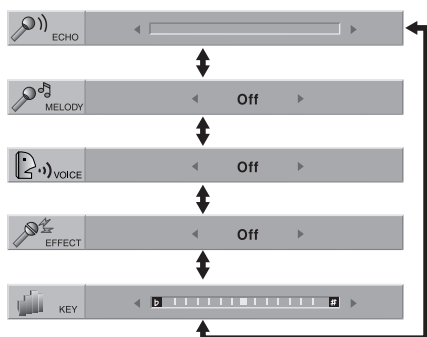 ECHO
MELODY Off
VOICE Off
EFFECT Off
KEY ♭ #